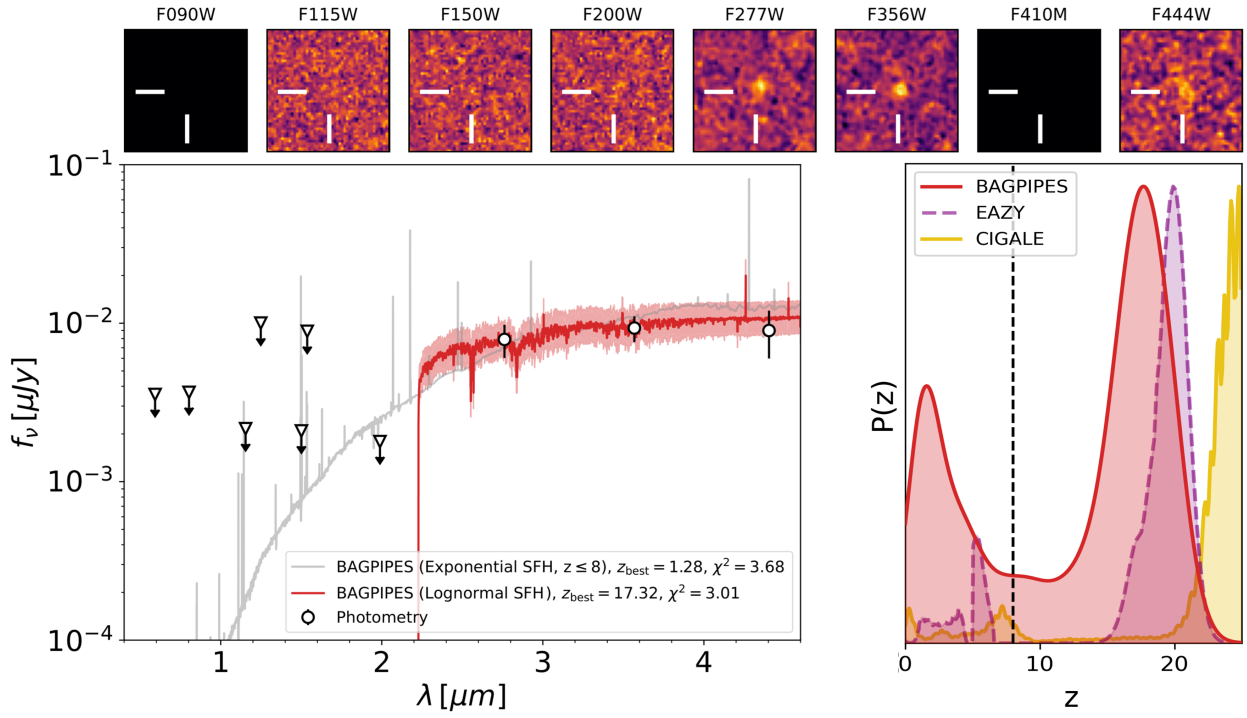 F090W F115W F150W F200W F277W F356W F410M F444W
10⁻¹
10⁻²
10⁻³
10⁻⁴
f_ν [μJy]
BAGPIPES (Exponential SFH, z ≤ 8), z_best = 1.28, χ² = 3.68
BAGPIPES (Lognormal SFH), z_best = 17.32, χ² = 3.01
Photometry
1 2 3 4
λ [μm]
BAGPIPES
EAZY
CIGALE
P(z)
0 10 20
z